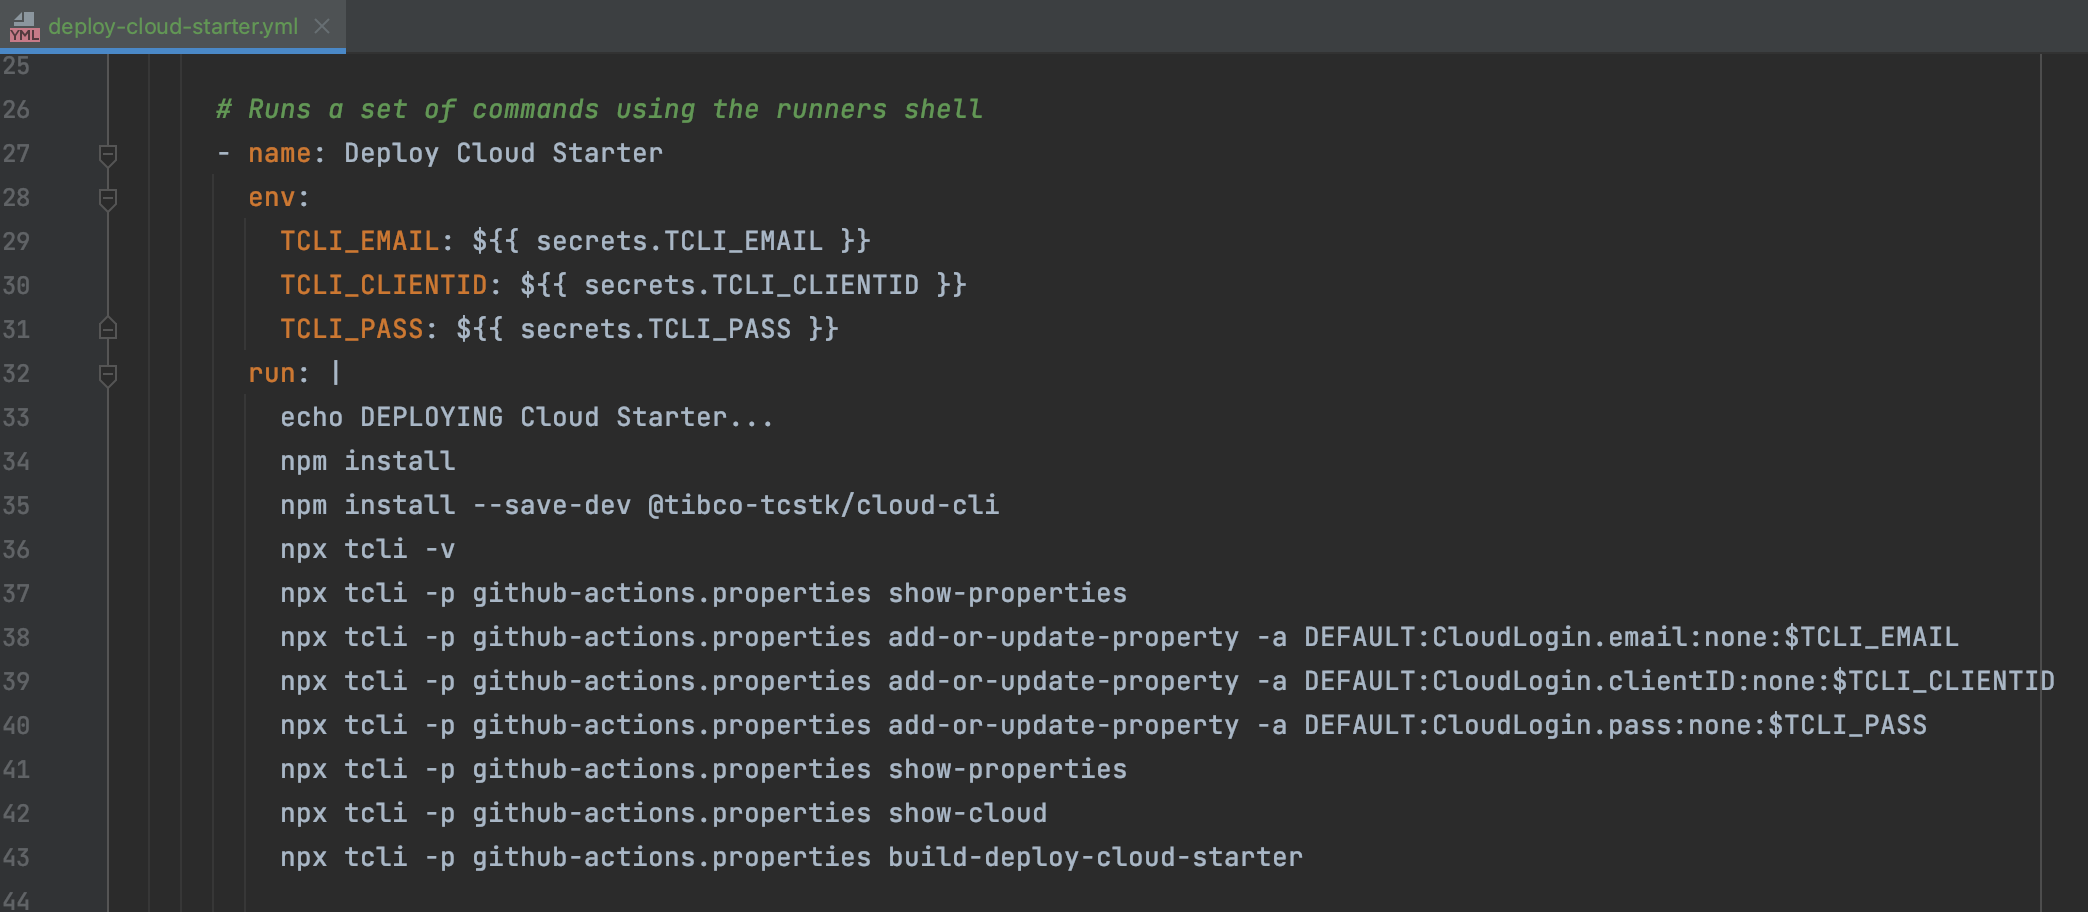 YML deploy-cloud-starter.yml
25
26 # Runs a set of commands using the runners shell
27 - name: Deploy Cloud Starter
28 env:
29 TCLI_EMAIL: ${{ secrets.TCLI_EMAIL }}
30 TCLI_CLIENTID: ${{ secrets.TCLI_CLIENTID }}
31 TCLI_PASS: ${{ secrets.TCLI_PASS }}
32 run: |
33 echo DEPLOYING Cloud Starter...
34 npm install
35 npm install --save-dev @tibco-tcstk/cloud-cli
36 npx tcli -v
37 npx tcli -p github-actions.properties show-properties
38 npx tcli -p github-actions.properties add-or-update-property -a DEFAULT:CloudLogin.email:none:$TCLI_EMAIL
39 npx tcli -p github-actions.properties add-or-update-property -a DEFAULT:CloudLogin.clientID:none:$TCLI_CLIENTID
40 npx tcli -p github-actions.properties add-or-update-property -a DEFAULT:CloudLogin.pass:none:$TCLI_PASS
41 npx tcli -p github-actions.properties show-properties
42 npx tcli -p github-actions.properties show-cloud
43 npx tcli -p github-actions.properties build-deploy-cloud-starter
44